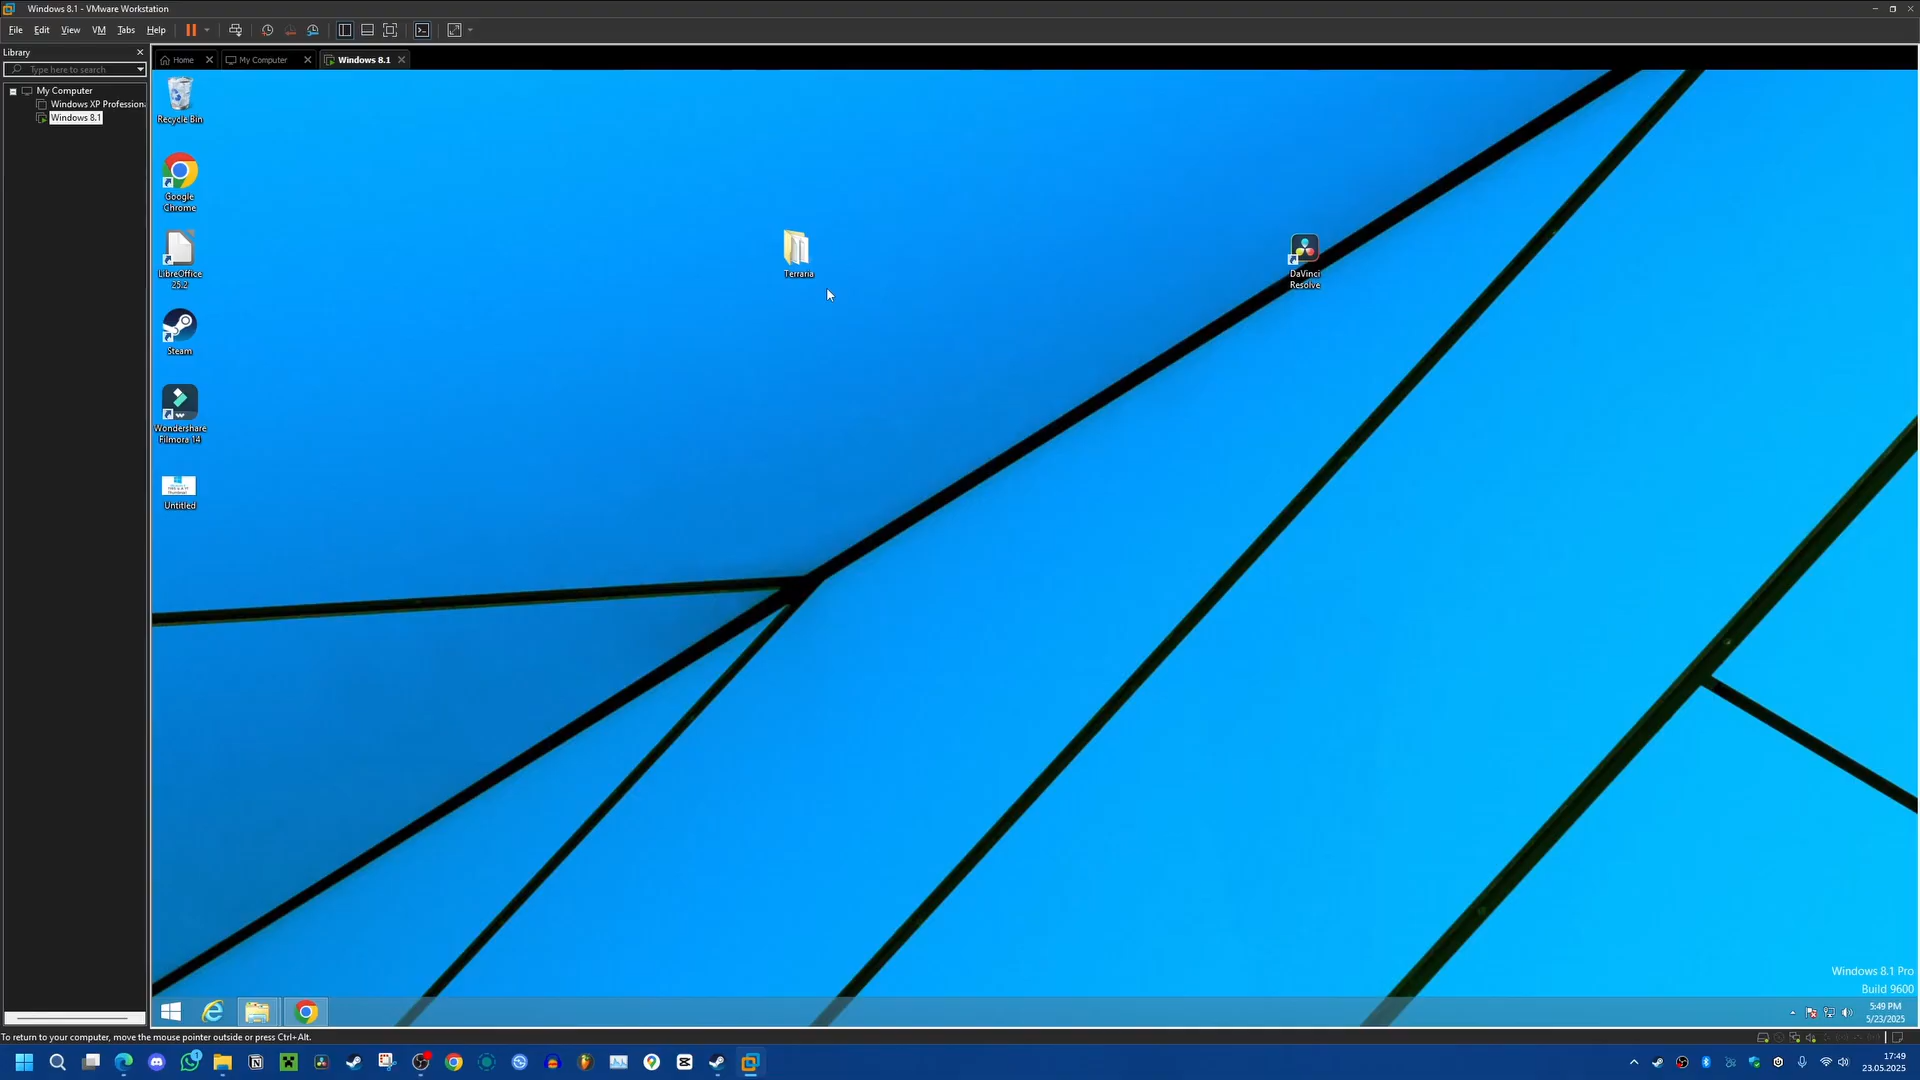 Windows 8.1 - VMware Workstation
File Edit View VM Tabs Help
Library
Type here to search
Home
My Computer
Windows 8.1
My Computer
Windows XP Profession
Windows 8.1
Recycle Bin
Google
Chrome
LibreOffice
25.2
Steam
Wondershare
Filmora 14
Untitled
Terraria
DaVinci
Resolve
Windows 8.1 Pro
Build 9600
5:49 PM
5/23/2025
To return to your computer, move the mouse pointer outside or press Ctrl+Alt.
17:49
23.05.2025